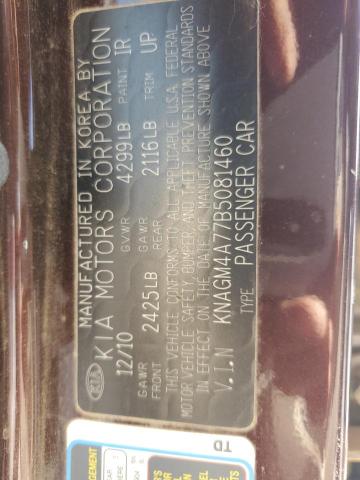 MANUFACTURED IN KOREA BY
KIA MOTORS CORPORATION
KIA
12/10 GVWR 4299LB PAINT IR
GAWR FRONT 2425LB GAWR REAR 2116LB TRIM UP
THIS VEHICLE CONFORMS TO ALL APPLICABLE U.S.A. FEDERAL
MOTOR VEHICLE SAFETY, BUMPER, AND THEFT PREVENTION STANDARDS
IN EFFECT ON THE DATE OF MANUFACTURE SHOWN ABOVE
V.I.N KNAGM4A77B5081460
TYPE PASSENGER CAR
TD